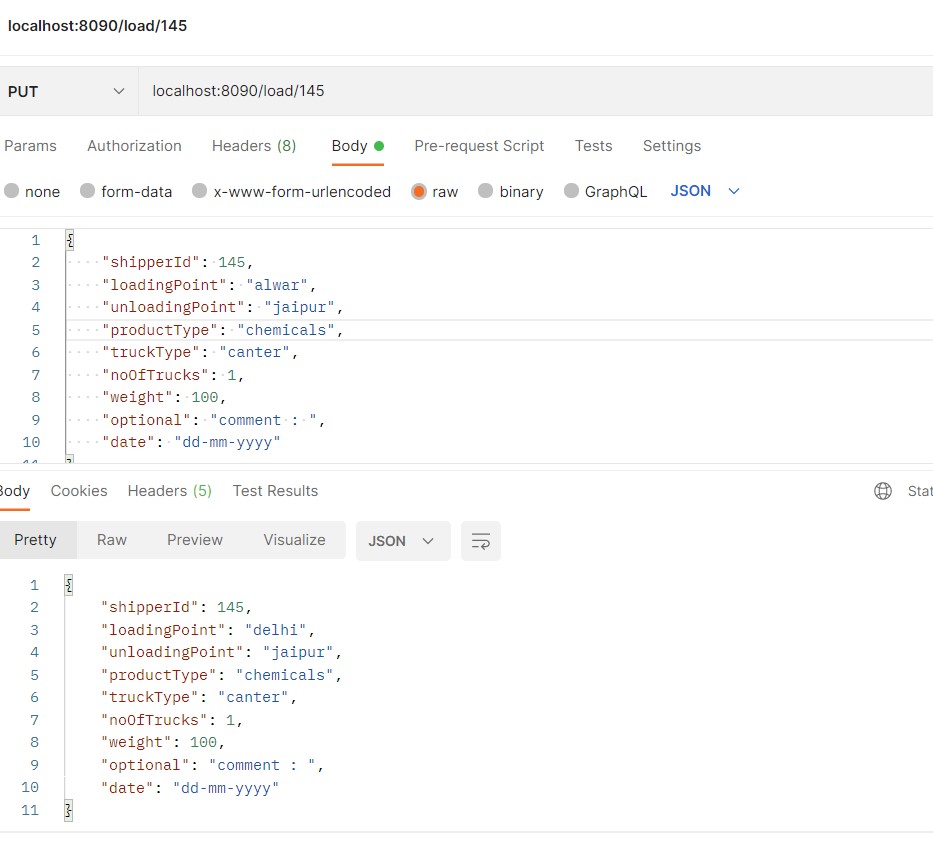 localhost:8090/load/145
PUT localhost:8090/load/145
Params Authorization Headers (8) Body Pre-request Script Tests Settings
none form-data x-www-form-urlencoded raw binary GraphQL JSON
1 {
2 "shipperId": 145,
3 "loadingPoint": "alwar",
4 "unloadingPoint": "jaipur",
5 "productType": "chemicals",
6 "truckType": "canter",
7 "noOfTrucks": 1,
8 "weight": 100,
9 "optional": "comment : ",
10 "date": "dd-mm-yyyy"
11 }
Body Cookies Headers (5) Test Results Stat
Pretty Raw Preview Visualize JSON
1 {
2 "shipperId": 145,
3 "loadingPoint": "delhi",
4 "unloadingPoint": "jaipur",
5 "productType": "chemicals",
6 "truckType": "canter",
7 "noOfTrucks": 1,
8 "weight": 100,
9 "optional": "comment : ",
10 "date": "dd-mm-yyyy"
11 }